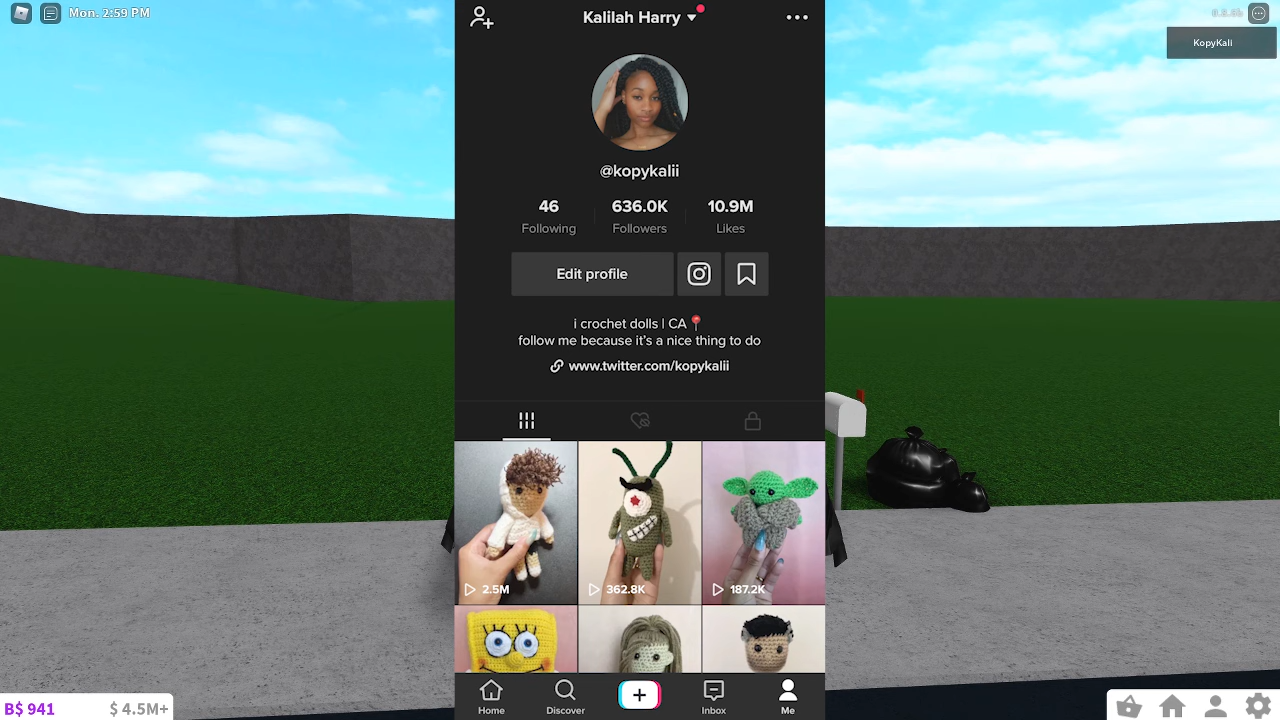 Mon. 2:59 PM
Kalilah Harry
KopyKali
@kopykalii
46
636.0K
10.9M
Following
Followers
Likes
Edit profile
i crochet dolls | CA
follow me because it's a nice thing to do
www.twitter.com/kopykalii
2.5M
362.8K
187.2K
Home
Discover
Inbox
Me
B$ 941
$ 4.5M+